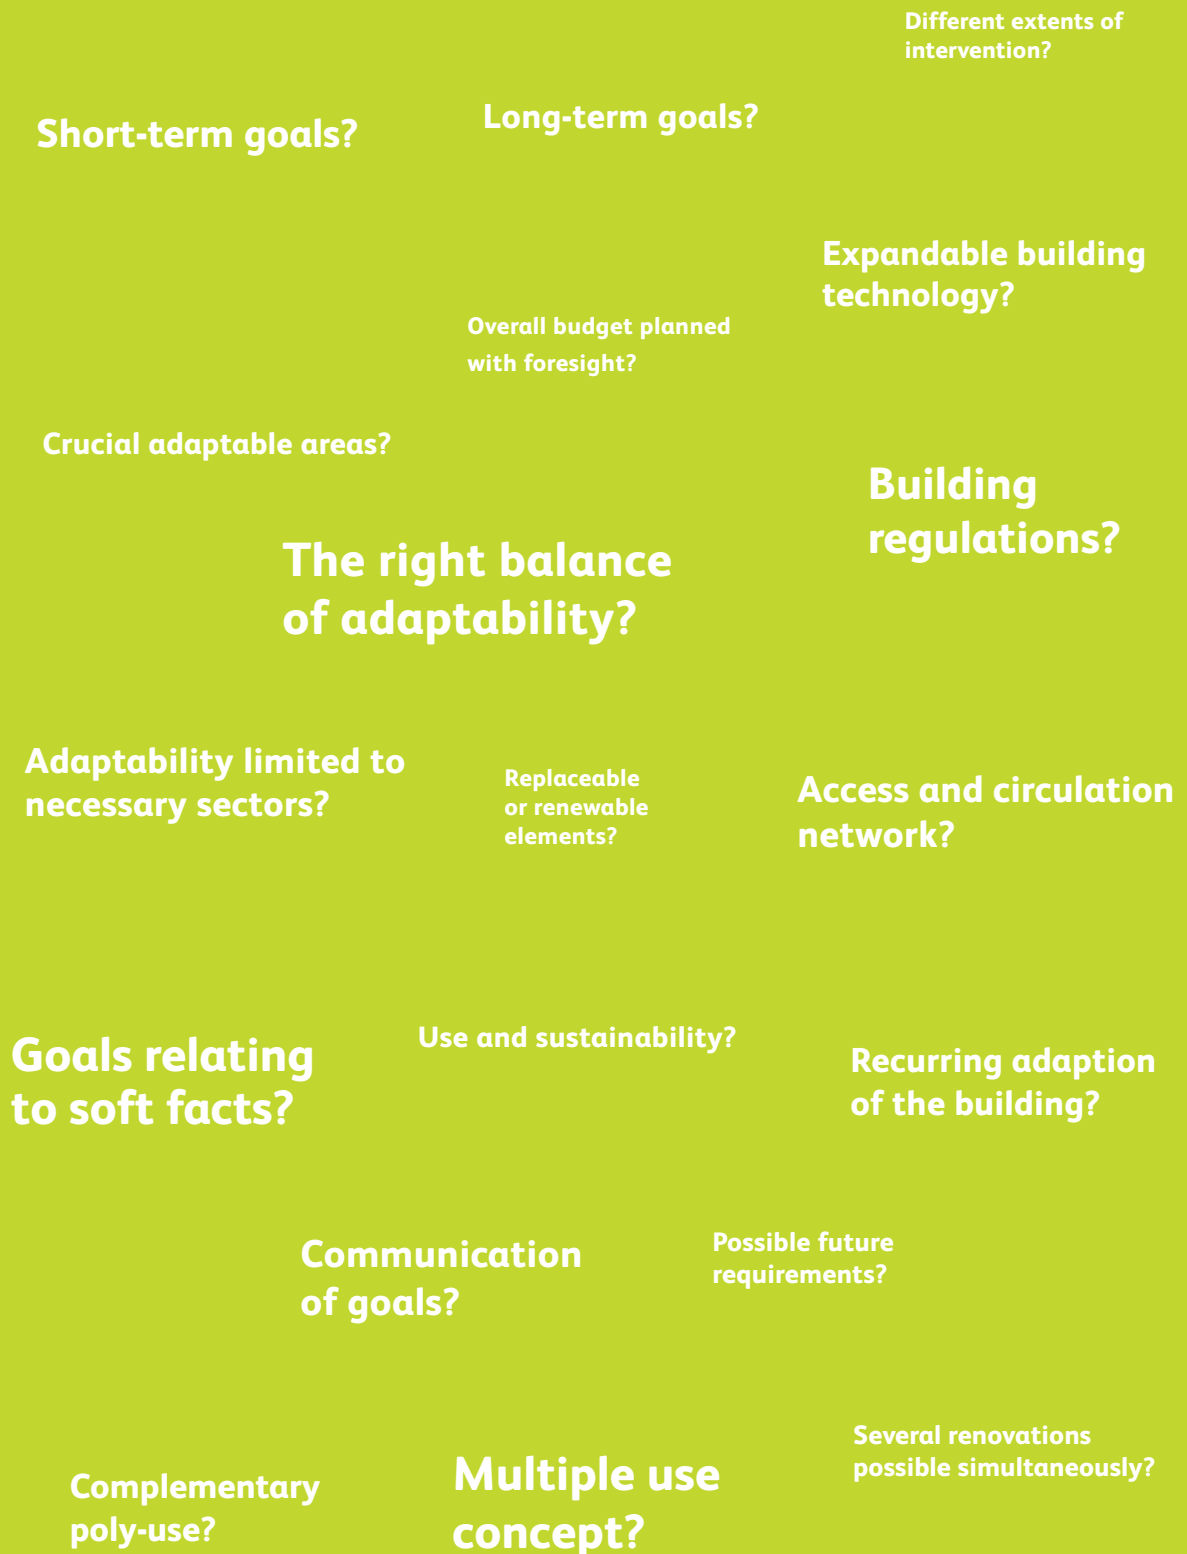 Different extents of
intervention?
Short-term goals?
Long-term goals?
Expandable building
technology?
Overall budget planned
with foresight?
Crucial adaptable areas?
Building
regulations?
The right balance
of adaptability?
Adaptability limited to
necessary sectors?
Replaceable
or renewable
elements?
Access and circulation
network?
Goals relating
to soft facts?
Use and sustainability?
Recurring adaption
of the building?
Communication
of goals?
Possible future
requirements?
Several renovations
possible simultaneously?
Complementary
poly-use?
Multiple use
concept?